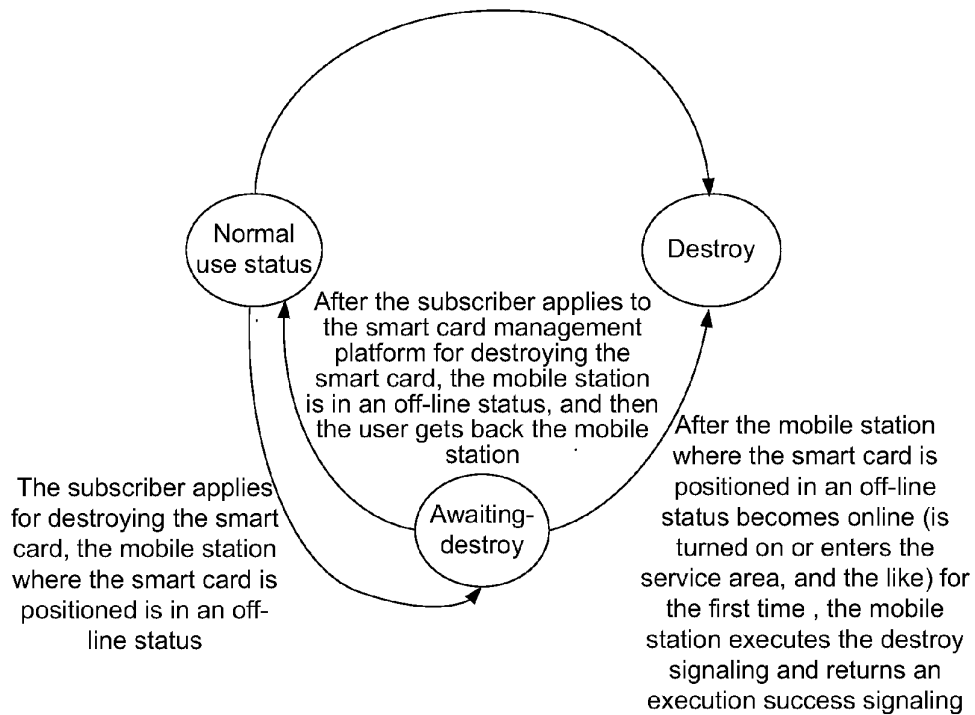 Normal
use status
Destroy
After the subscriber applies to
the smart card management
platform for destroying the
smart card, the mobile station
is in an off-line status, and then
the user gets back the mobile
station
The subscriber applies
for destroying the smart
card, the mobile station
where the smart card is
positioned is in an off-
line status
Awaiting-
destroy
After the mobile station
where the smart card is
positioned in an off-line
status becomes online (is
turned on or enters the
service area, and the like) for
the first time , the mobile
station executes the destroy
signaling and returns an
execution success signaling